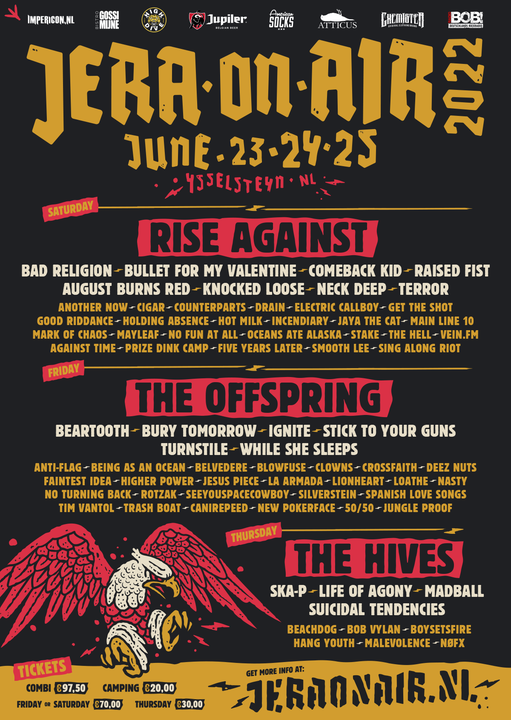 IMPERICON.NL
BISTRO GOSSIMIJNE
NIGHT DIVE
Jupiler
BELGIUM BEER
SOCKS
ATTICUS
BOB!
JERA·ON·AIR
2022
JUNE·23·24·25
YSSELSTEYN·NL
SATURDAY
RISE AGAINST
BAD RELIGION - BULLET FOR MY VALENTINE - COMEBACK KID - RAISED FIST
AUGUST BURNS RED - KNOCKED LOOSE - NECK DEEP - TERROR
ANOTHER NOW - CIGAR - COUNTERPARTS - DRAIN - ELECTRIC CALLBOY - GET THE SHOT
GOOD RIDDANCE - HOLDING ABSENCE - HOT MILK - INCENDIARY - JAYA THE CAT - MAIN LINE 10
MARK OF CHAOS - MAYLEAF - NO FUN AT ALL - OCEANS ATE ALASKA - STAKE - THE HELL - VEIN.FM
AGAINST TIME - PRIZE DINK CAMP - FIVE YEARS LATER - SMOOTH LEE - SING ALONG RIOT
FRIDAY
THE OFFSPRING
BEARTOOTH - BURY TOMORROW - IGNITE - STICK TO YOUR GUNS
TURNSTILE - WHILE SHE SLEEPS
ANTI-FLAG - BEING AS AN OCEAN - BELVEDERE - BLOWFUSE - CLOWNS - CROSSFAITH - DEEZ NUTS
FAINTEST IDEA - HIGHER POWER - JESUS PIECE - LA ARMADA - LIONHEART - LOATHE - NASTY
NO TURNING BACK - ROTZAK - SEEYOUSPACECOWBOY - SILVERSTEIN - SPANISH LOVE SONGS
TIM VANTOL - TRASH BOAT - CANIREPEED - NEW POKERFACE - 50/50 - JUNGLE PROOF
THURSDAY
THE HIVES
SKA-P - LIFE OF AGONY - MADBALL
SUICIDAL TENDENCIES
BEACHDOG - BOB VYLAN - BOYSETSFIRE
HANG YOUTH - MALEVOLENCE - NØFX
TICKETS
COMBI €97,50 CAMPING €20,00
FRIDAY OR SATURDAY €70,00 THURSDAY €30,00
GET MORE INFO AT:
JERAONAIR.NL